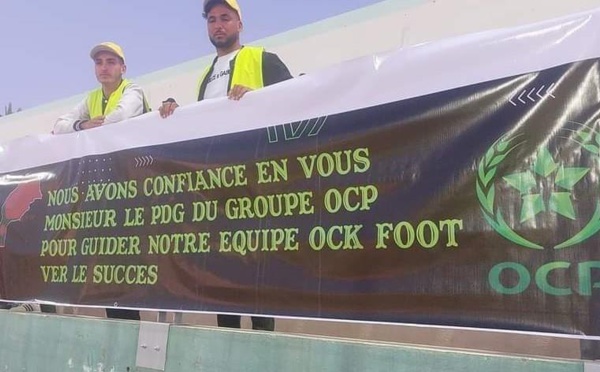 NOUS AVONS CONFIANCE EN VOUS
MONSIEUR LE PDG DU GROUPE OCP
POUR GUIDER NOTRE EQUIPE OCK FOOT
VER LE SUCCES
OCP